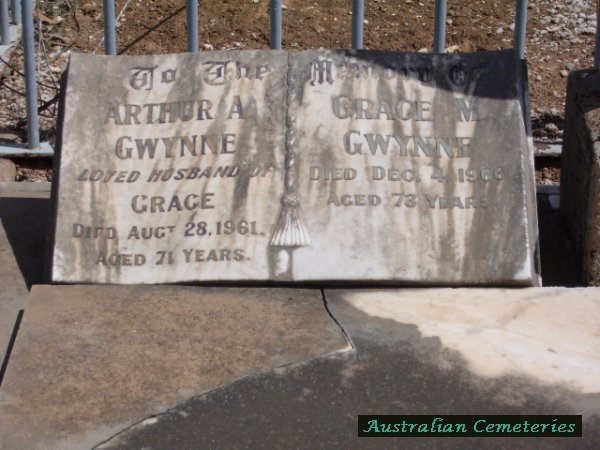 To The Memory Of
ARTHUR A.
GWYNNE
LOVED HUSBAND OF
GRACE
DIED AUGT 28, 1961.
AGED 71 YEARS.
GRACE M.
GWYNNE
DIED DEC. 4, 1966
AGED 73 YEARS.
Australian Cemeteries